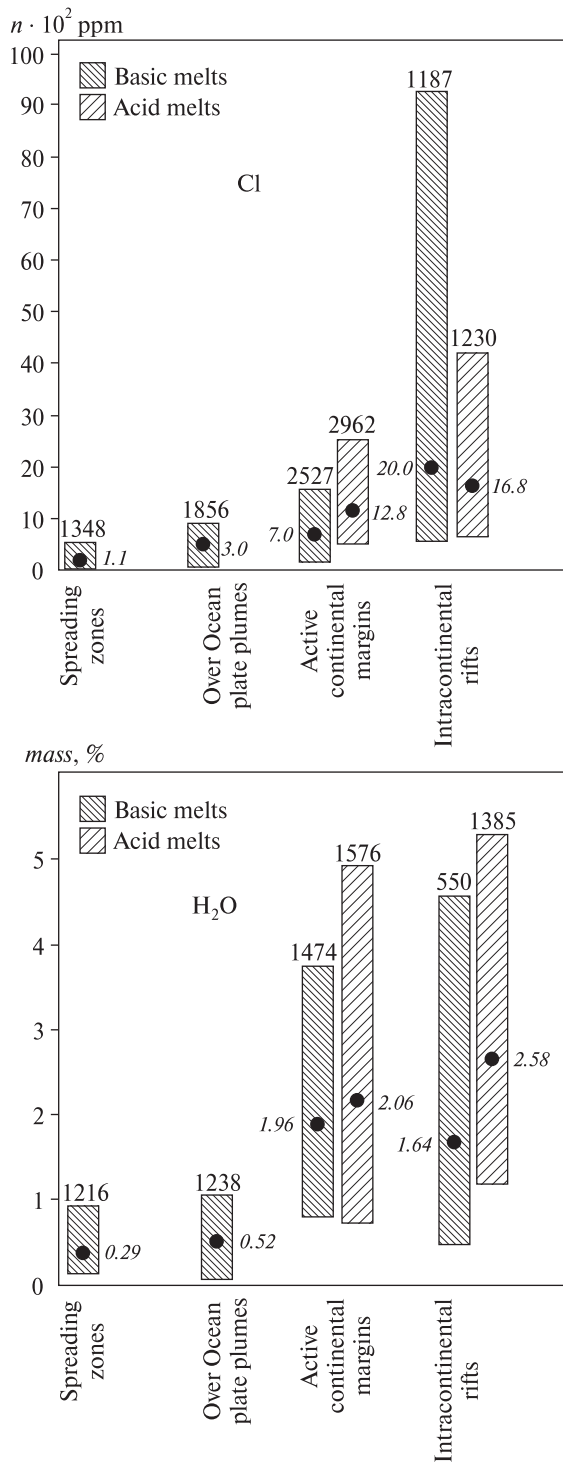 n · 10² ppm
100
90
80
70
60
50
40
30
20
10
0
Basic melts
Acid melts
Cl
1348
1.1
1856
3.0
2527
7.0
2962
12.8
1187
20.0
1230
16.8
Spreading
zones
Over Ocean
plate plumes
Active
continental
margins
Intracontinental
rifts
mass, %
5
4
3
2
1
0
Basic melts
Acid melts
H₂O
1216
0.29
1238
0.52
1474
1.96
1576
2.06
550
1.64
1385
2.58
Spreading
zones
Over Ocean
plate plumes
Active
continental
margins
Intracontinental
rifts